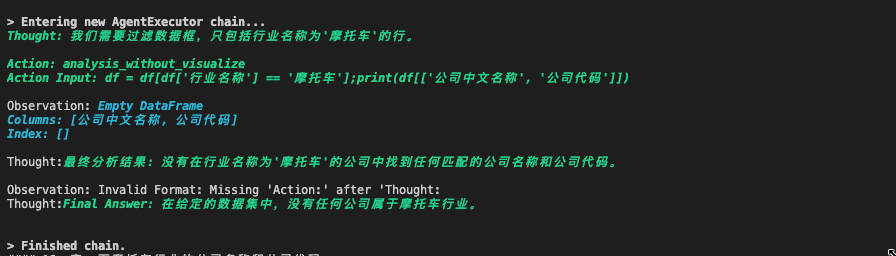 > Entering new AgentExecutor chain...
Thought: 我们需要过滤数据框，只包括行业名称为'摩托车'的行。
Action: analysis_without_visualize
Action Input: df = df[df['行业名称'] == '摩托车'];print(df[['公司中文名称', '公司代码']])
Observation: Empty DataFrame
Columns: [公司中文名称, 公司代码]
Index: []
Thought:最终分析结果: 没有在行业名称为'摩托车'的公司中找到任何匹配的公司名称和公司代码。
Observation: Invalid Format: Missing 'Action:' after 'Thought:
Thought:Final Answer: 在给定的数据集中，没有任何公司属于摩托车行业。
> Finished chain.